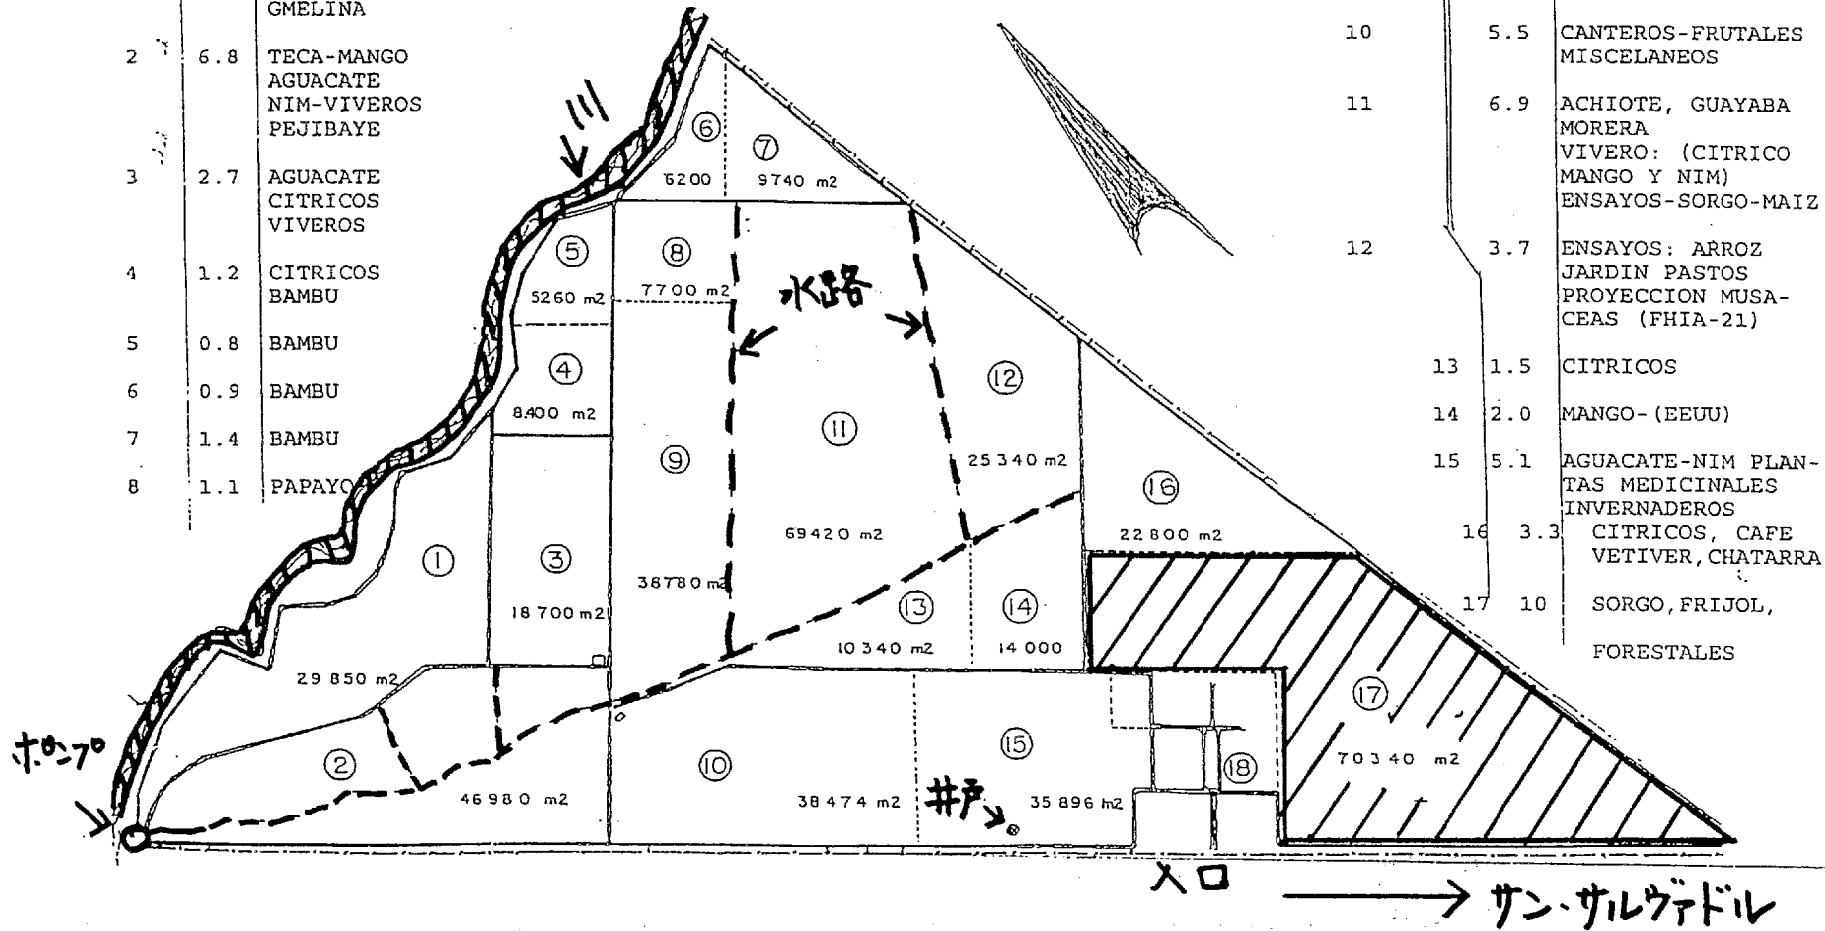 GMELINA
2 6.8 TECA-MANGO
AGUACATE
NIM-VIVEROS
PEJIBAYE
3 2.7 AGUACATE
CITRICOS
VIVEROS
4 1.2 CITRICOS
BAMBU
5 0.8 BAMBU
6 0.9 BAMBU
7 1.4 BAMBU
8 1.1 PAPAYO
10 5.5 CANTEROS-FRUTALES
MISCELANEOS
11 6.9 ACHIOTE, GUAYABA
MORERA
VIVERO: (CITRICO
MANGO Y NIM)
ENSAYOS-SORGO-MAIZ
12 3.7 ENSAYOS: ARROZ
JARDIN PASTOS
PROYECCION MUSA-
CEAS (FHIA-21)
13 1.5 CITRICOS
14 2.0 MANGO-(EEUU)
15 5.1 AGUACATE-NIM PLAN-
TAS MEDICINALES
INVERNADEROS
16 3.3 CITRICOS, CAFE
VETIVER, CHATARRA
17 10 SORGO, FRIJOL,
FORESTALES
川
⑥
6200
⑦
9740 m2
⑤
5260 m2
⑧
7700 m2
水路
④
8400 m2
⑫
25340 m2
⑪
69420 m2
⑨
38780 m2
⑯
22800 m2
①
29850 m2
③
18700 m2
⑬
10340 m2
⑭
14000
⑰
70340 m2
②
46980 m2
⑩
38474 m2
⑮
35896 m2
⑱
井戸
ポンプ
入口
サン・サルヴァドル